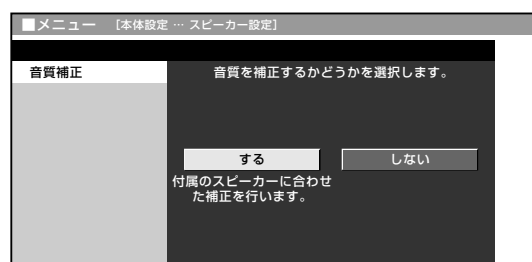 ■メニュー [本体設定 … スピーカー設定]
音質補正
音質を補正するかどうかを選択します。
する
しない
付属のスピーカーに合わせ
た補正を行います。